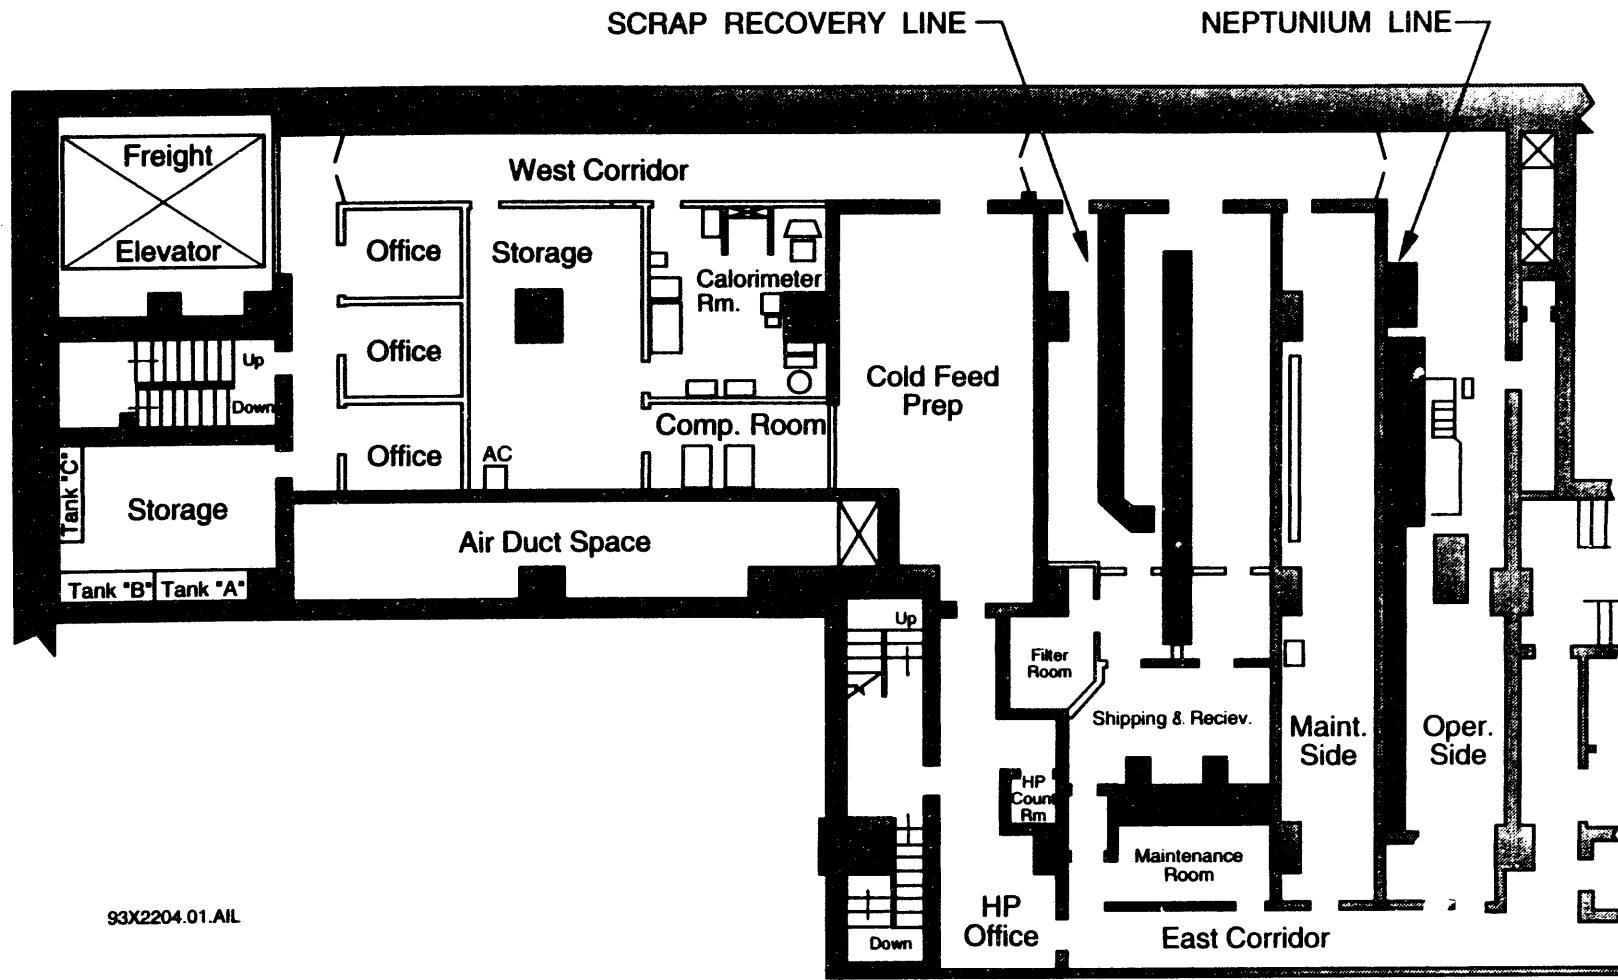 SCRAP RECOVERY LINE
NEPTUNIUM LINE
Freight
Elevator
West Corridor
Office
Storage
Calorimeter
Rm.
Up
Down
Office
Cold Feed
Prep
Office
Comp. Room
AC
Tank "C"
Storage
Air Duct Space
Tank "B"
Tank "A"
Up
Filter
Room
Shipping & Reciev.
Maint.
Side
Oper.
Side
HP
Count
Rm
Maintenance
Room
HP
Office
East Corridor
Down
93X2204.01.AIL